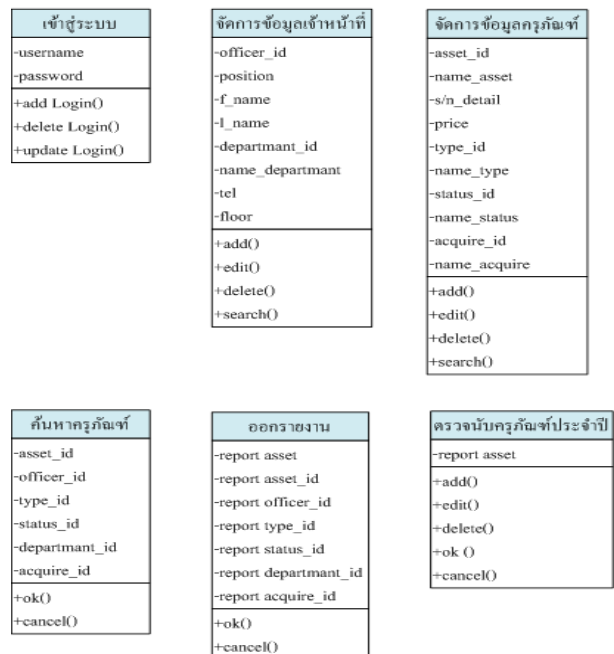 เข้าสู่ระบบ
-username
-password
+add Login()
+delete Login()
+update Login()
จัดการข้อมูลเจ้าหน้าที่
-officer_id
-position
-f_name
-l_name
-departmant_id
-name_departmant
-tel
-floor
+add()
+edit()
+delete()
+search()
จัดการข้อมูลครุภัณฑ์
-asset_id
-name_asset
-s/n_detail
-price
-type_id
-name_type
-status_id
-name_status
-acquire_id
-name_acquire
+add()
+edit()
+delete()
+search()
ค้นหาครุภัณฑ์
-asset_id
-officer_id
-type_id
-status_id
-departmant_id
-acquire_id
+ok()
+cancel()
ออกรายงาน
-report asset
-report asset_id
-report officer_id
-report type_id
-report status_id
-report departmant_id
-report acquire_id
+ok()
+cancel()
ตรวจนับครุภัณฑ์ประจำปี
-report asset
+add()
+edit()
+delete()
+ok ()
+cancel()